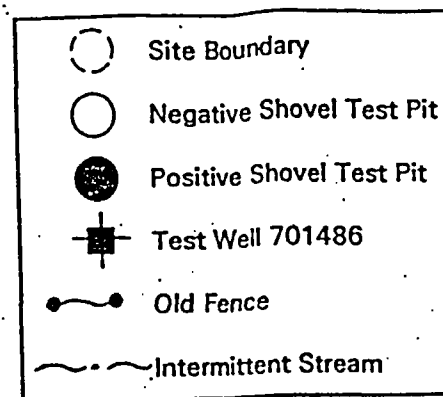 Site Boundary
Negative Shovel Test Pit
Positive Shovel Test Pit
Test Well 701486
Old Fence
Intermittent Stream